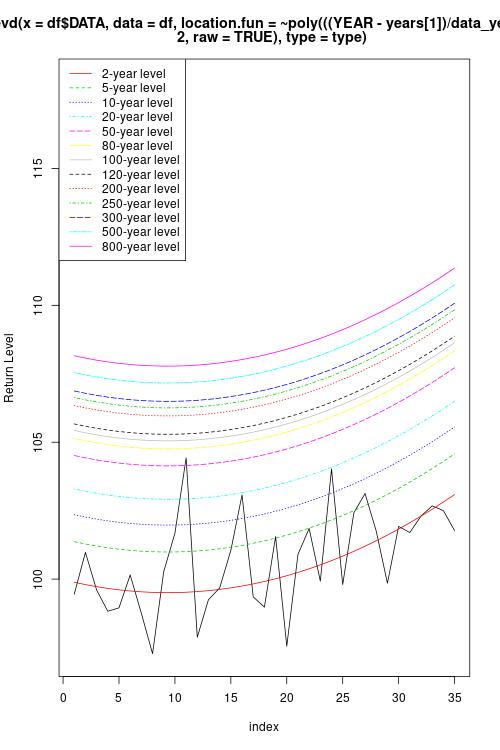 evd(x = df$DATA, data = df, location.fun = ~poly(((YEAR - years[1])/data_ye
2, raw = TRUE), type = type)
2-year level
5-year level
10-year level
20-year level
50-year level
80-year level
100-year level
120-year level
200-year level
250-year level
300-year level
500-year level
800-year level
Return Level
115
110
105
100
0 5 10 15 20 25 30 35
index